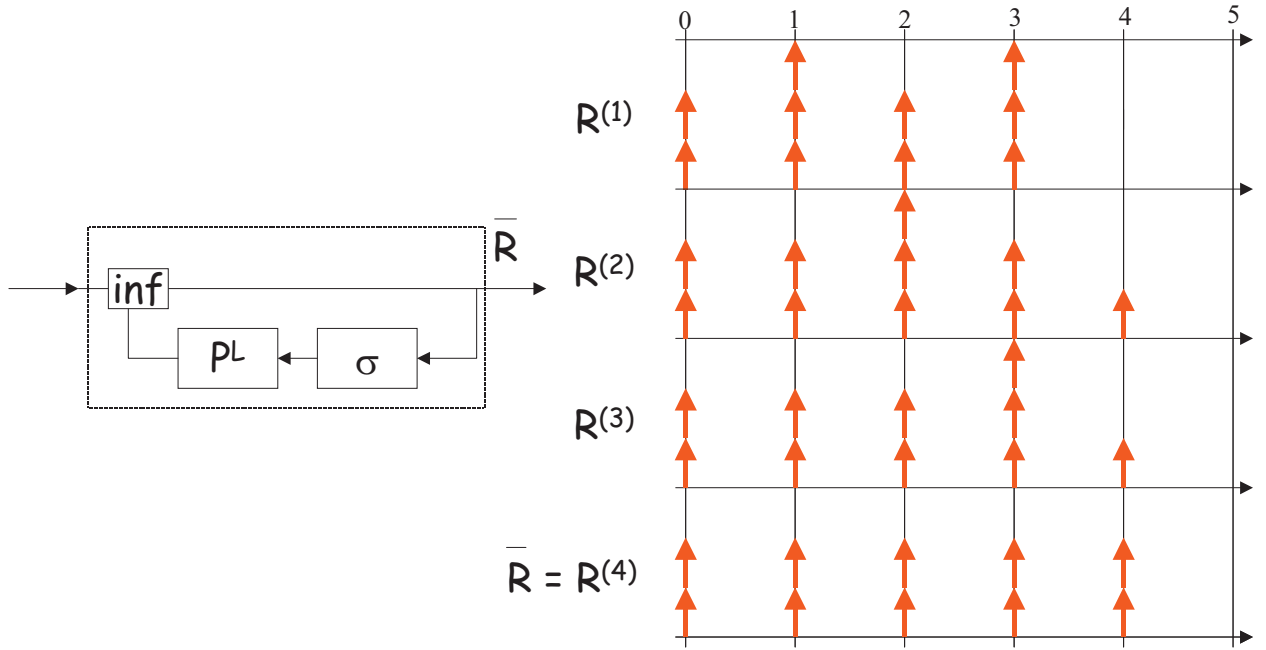 0 1 2 3 4 5
R(1)
R̅
R(2)
inf
PL
σ
R(3)
R̅ = R(4)